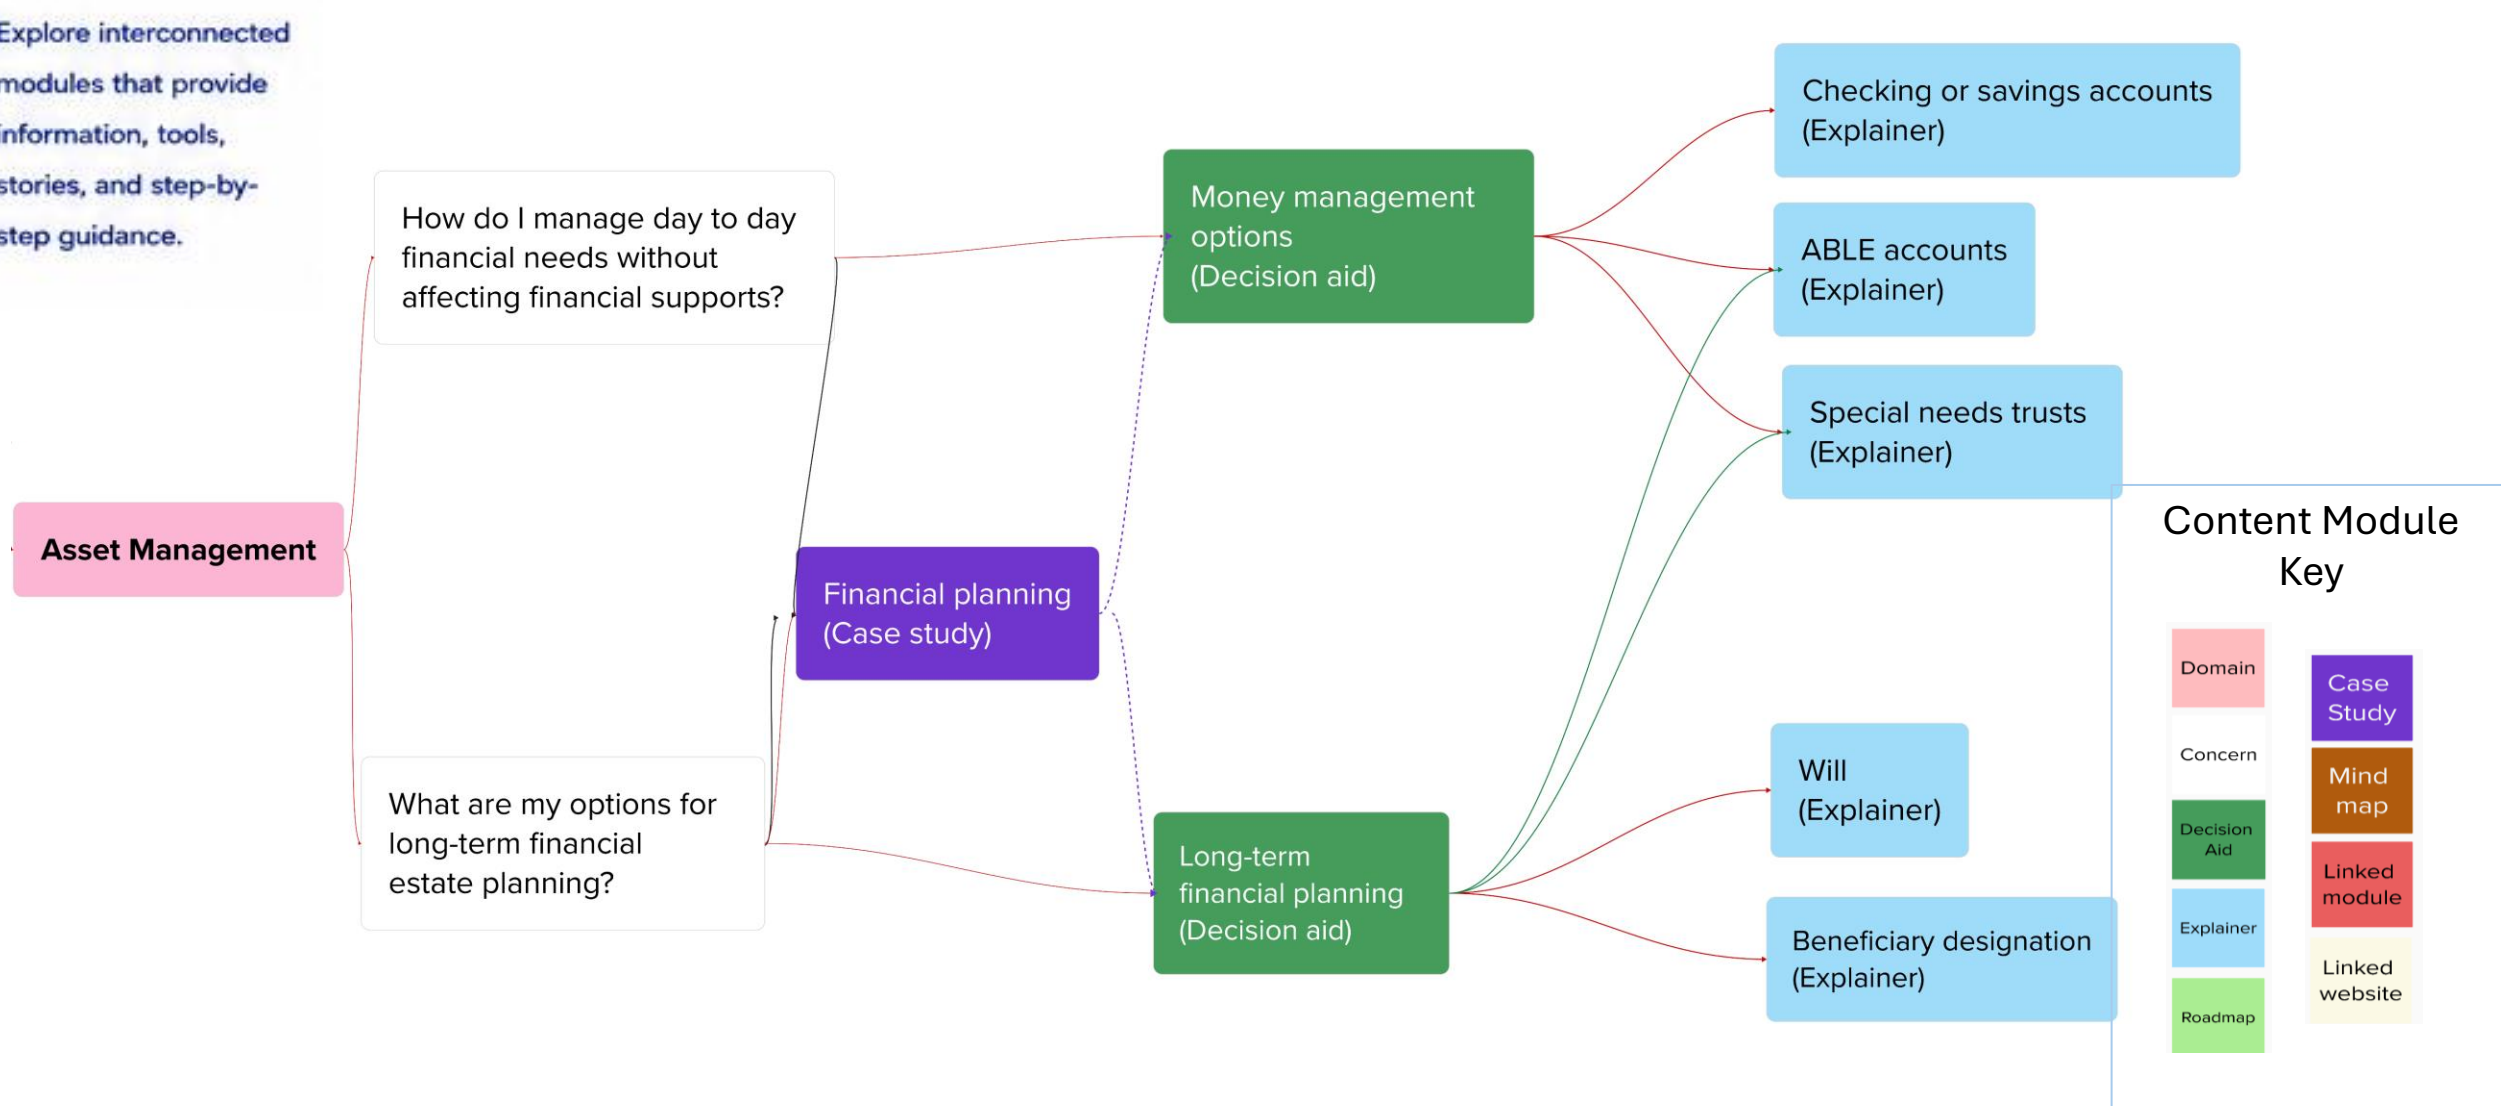 Explore interconnected
modules that provide
information, tools,
stories, and step-by-
step guidance.
Asset Management
How do I manage day to day
financial needs without
affecting financial supports?
What are my options for
long-term financial
estate planning?
Financial planning
(Case study)
Money management
options
(Decision aid)
Long-term
financial planning
(Decision aid)
Checking or savings accounts
(Explainer)
ABLE accounts
(Explainer)
Special needs trusts
(Explainer)
Will
(Explainer)
Beneficiary designation
(Explainer)
Content Module
Key
Domain
Concern
Decision
Aid
Explainer
Roadmap
Case
Study
Mind
map
Linked
module
Linked
website